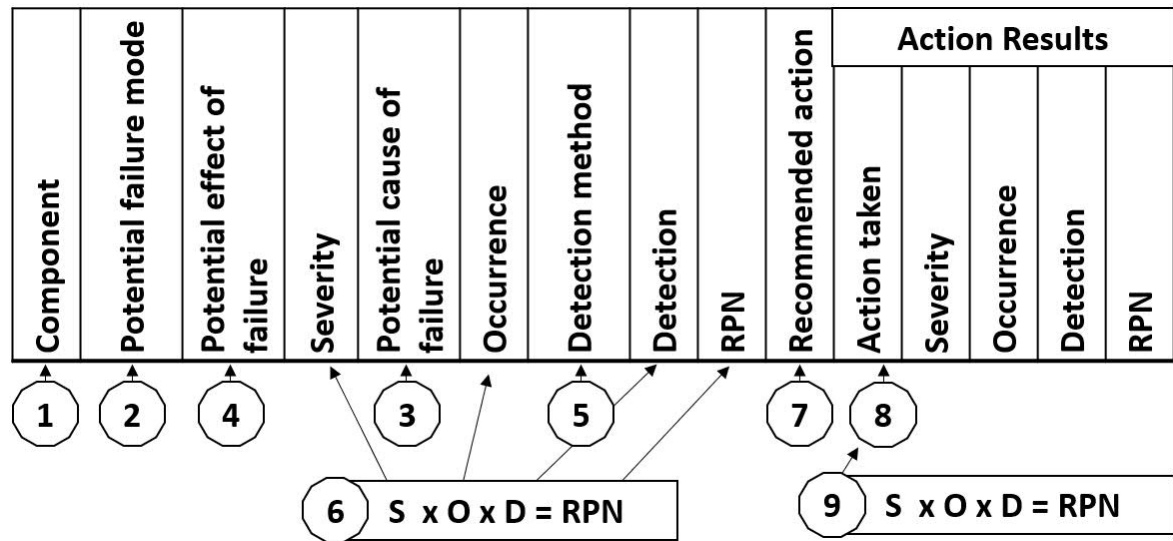 Action Results
Component
Potential failure mode
Potential effect of
failure
Severity
Potential cause of
failure
Occurrence
Detection method
Detection
RPN
Recommended action
Action taken
Severity
Occurrence
Detection
RPN
1
2
4
3
5
7
8
6 S x O x D = RPN
9 S x O x D = RPN